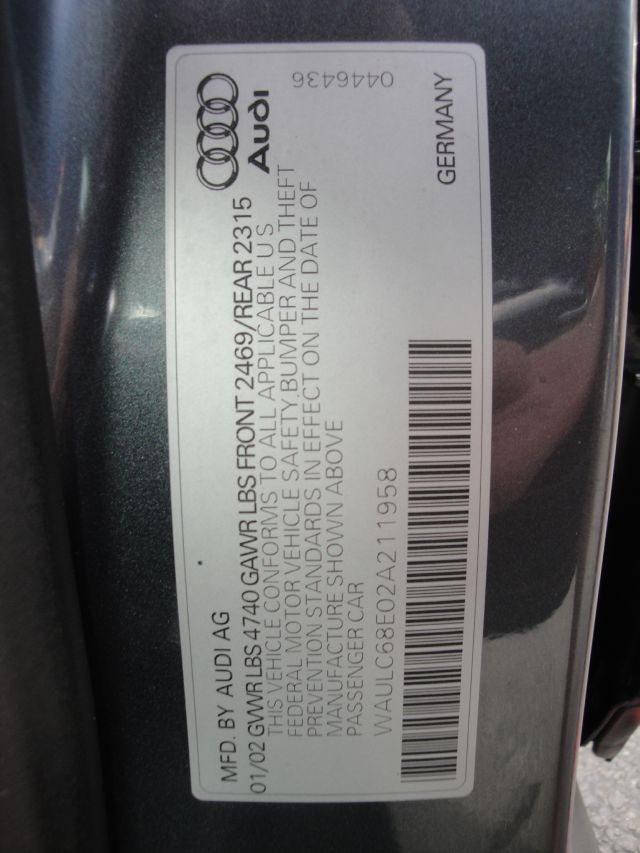 MFD. BY AUDI AG
01/02 GVWR LBS 4740 GAWR LBS FRONT 2469/REAR 2315
THIS VEHICLE CONFORMS TO ALL APPLICABLE U S
FEDERAL MOTOR VEHICLE SAFETY, BUMPER AND THEFT
PREVENTION STANDARDS IN EFFECT ON THE DATE OF
MANUFACTURE SHOWN ABOVE
PASSENGER CAR
WAULC68E02A211958
Audi
0446436
GERMANY